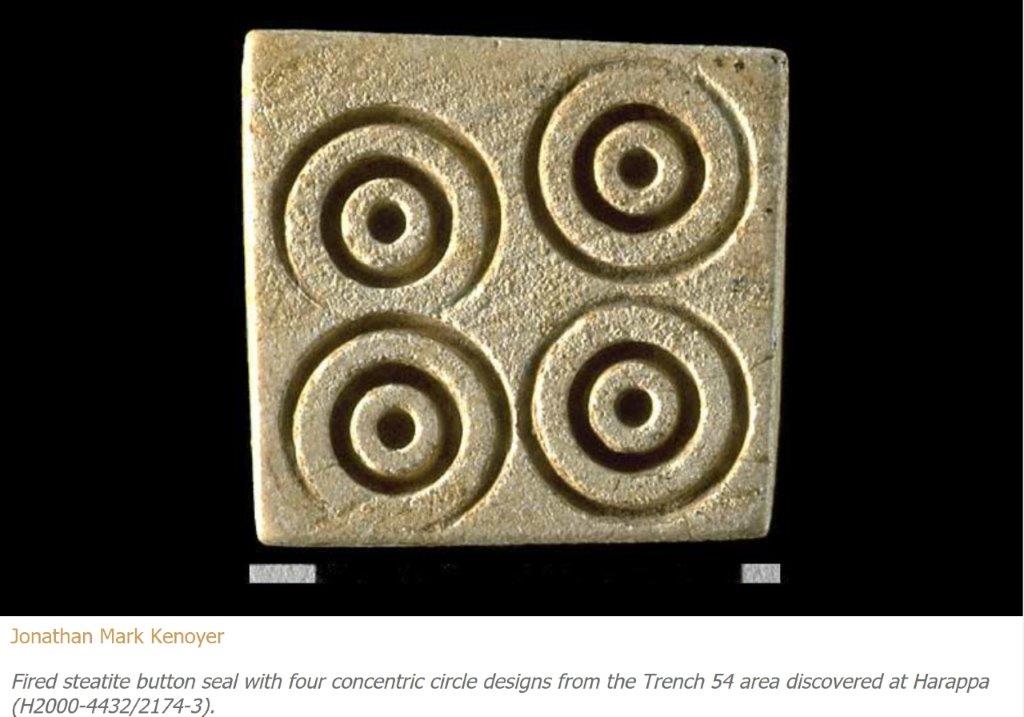 Jonathan Mark Kenoyer
Fired steatite button seal with four concentric circle designs from the Trench 54 area discovered at Harappa
(H2000-4432/2174-3).